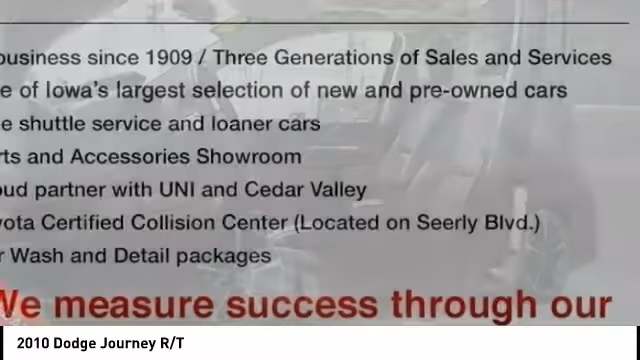 business since 1909 / Three Generations of Sales and Services
e of Iowa's largest selection of new and pre-owned cars
e shuttle service and loaner cars
rts and Accessories Showroom
oud partner with UNI and Cedar Valley
yota Certified Collision Center (Located on Seerly Blvd.)
r Wash and Detail packages
We measure success through our
2010 Dodge Journey R/T